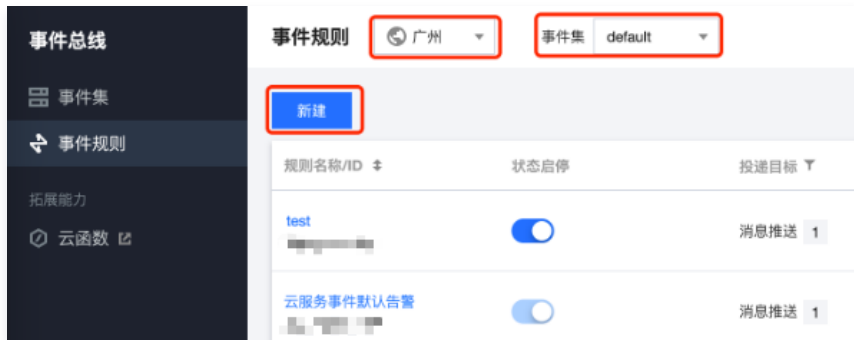 事件总线
事件集
事件规则
拓展能力
云函数
事件规则 广州 事件集 default
新建
规则名称/ID 状态启停 投递目标
test
消息推送 1
云服务事件默认告警
消息推送 1